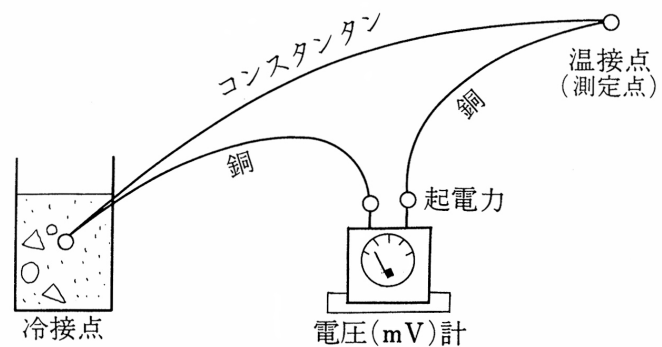 コンスタンタン
温接点
(測定点)
銅
銅
起電力
冷接点
電圧(mV)計